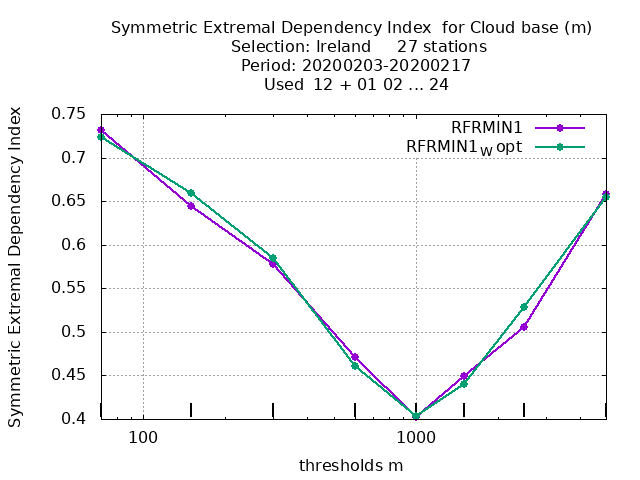 Symmetric Extremal Dependency Index for Cloud base (m)
Selection: Ireland 27 stations
Period: 20200203-20200217
Used 12 + 01 02 ... 24
RFRMIN1
RFRMIN1W opt
Symmetric Extremal Dependency Index
0.75
0.7
0.65
0.6
0.55
0.5
0.45
0.4
100 1000
thresholds m